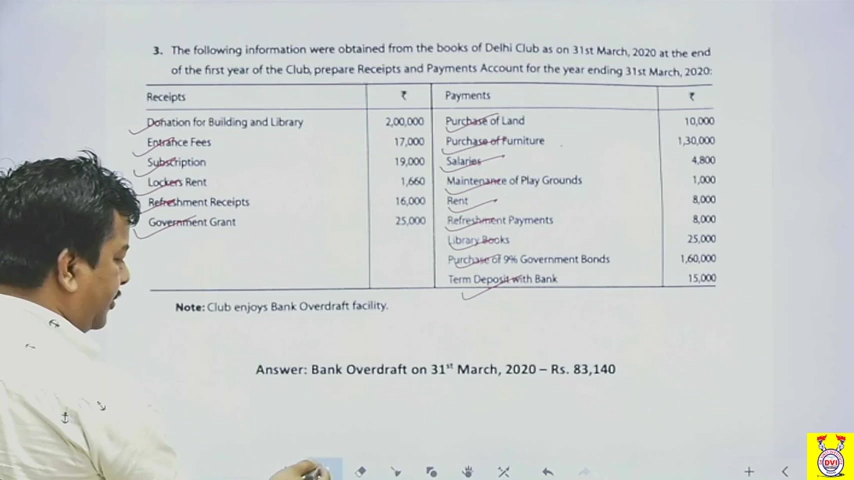 3. The following information were obtained from the books of Delhi Club as on 31st March, 2020 at the end
of the first year of the Club, prepare Receipts and Payments Account for the year ending 31st March, 2020:
Receipts ₹ Payments ₹
Donation for Building and Library 2,00,000 Purchase of Land 10,000
Entrance Fees 17,000 Purchase of Furniture 1,30,000
Subscription 19,000 Salaries 4,800
Lockers Rent 1,660 Maintenance of Play Grounds 1,000
Refreshment Receipts 16,000 Rent 8,000
Government Grant 25,000 Refreshment Payments 8,000
Library Books 25,000
Purchase of 9% Government Bonds 1,60,000
Term Deposit with Bank 15,000
Note: Club enjoys Bank Overdraft facility.
Answer: Bank Overdraft on 31st March, 2020 – Rs. 83,140
DVI